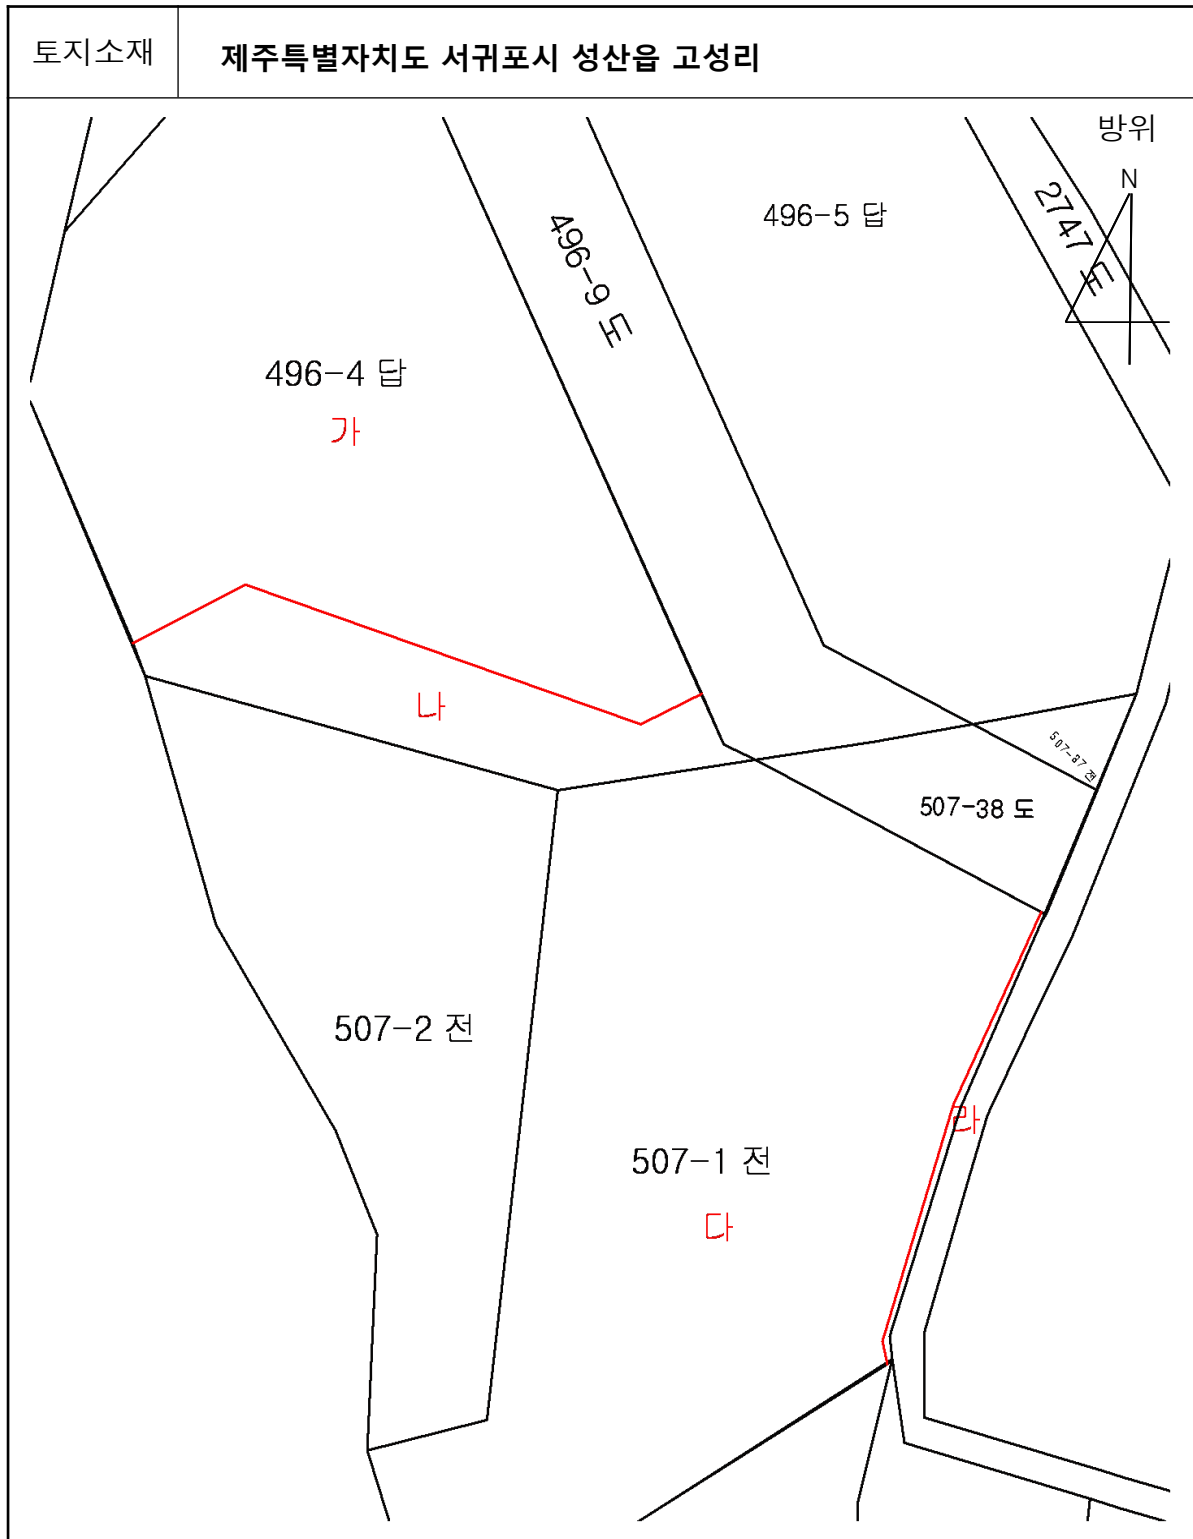 토지소재
제주특별자치도 서귀포시 성산읍 고성리
방위
N
2747 도
496-5 답
496-9 도
496-4 답
가
나
507-37 전
507-38 도
507-2 전
라
507-1 전
다